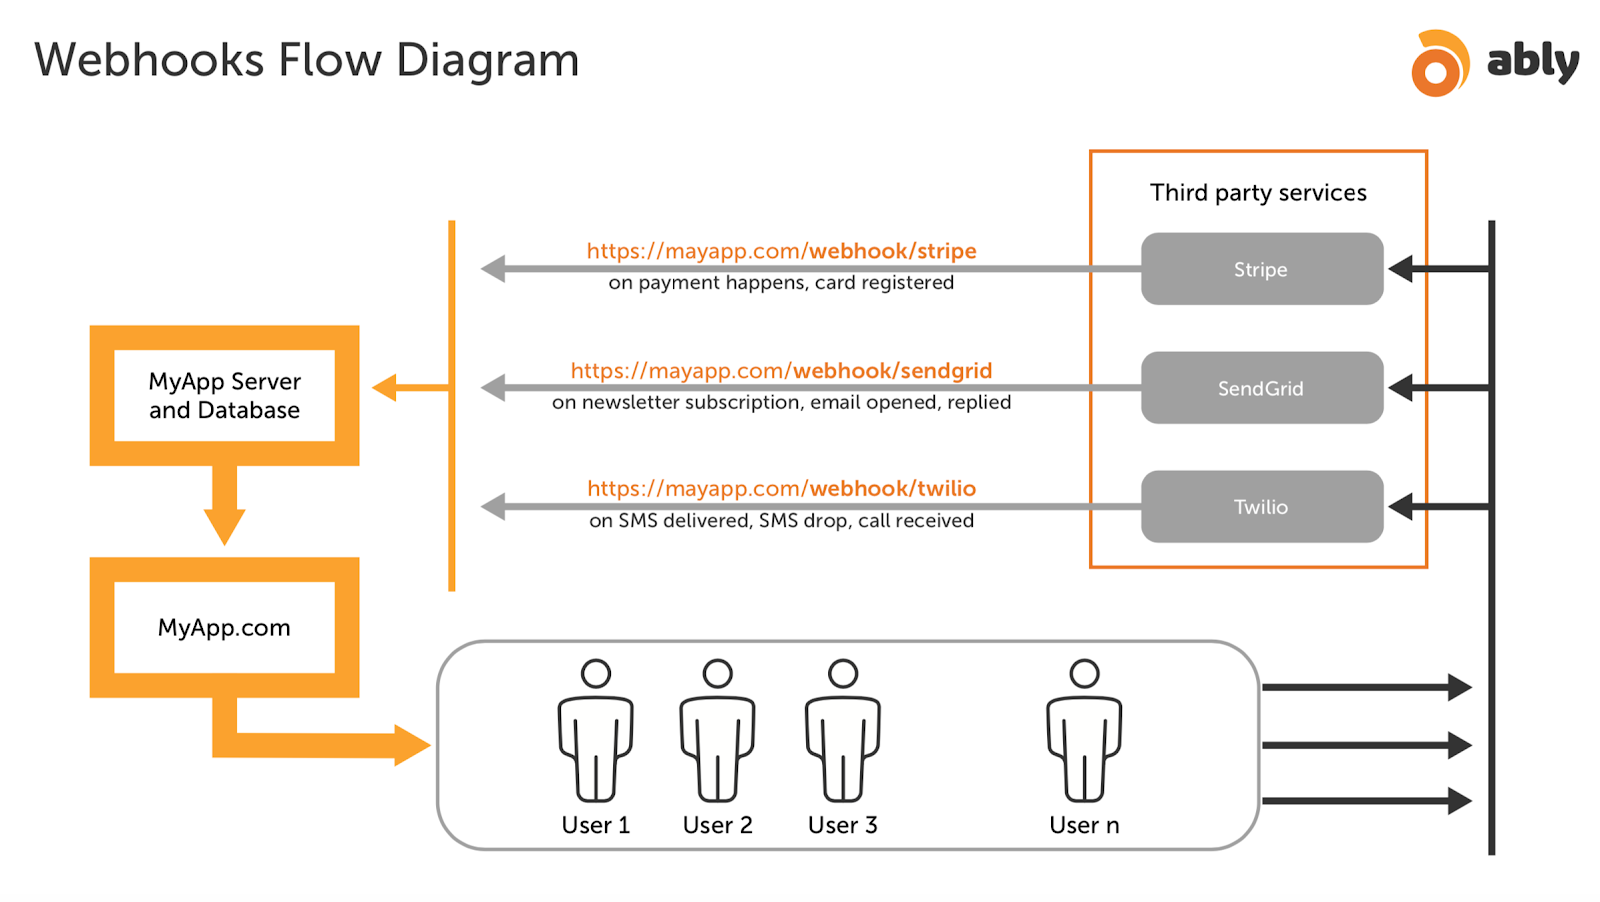 Webhooks Flow Diagram
ably
Third party services
https://mayapp.com/webhook/stripe
on payment happens, card registered
Stripe
https://mayapp.com/webhook/sendgrid
on newsletter subscription, email opened, replied
SendGrid
MyApp Server
and Database
https://mayapp.com/webhook/twilio
on SMS delivered, SMS drop, call received
Twilio
MyApp.com
User 1
User 2
User 3
User n